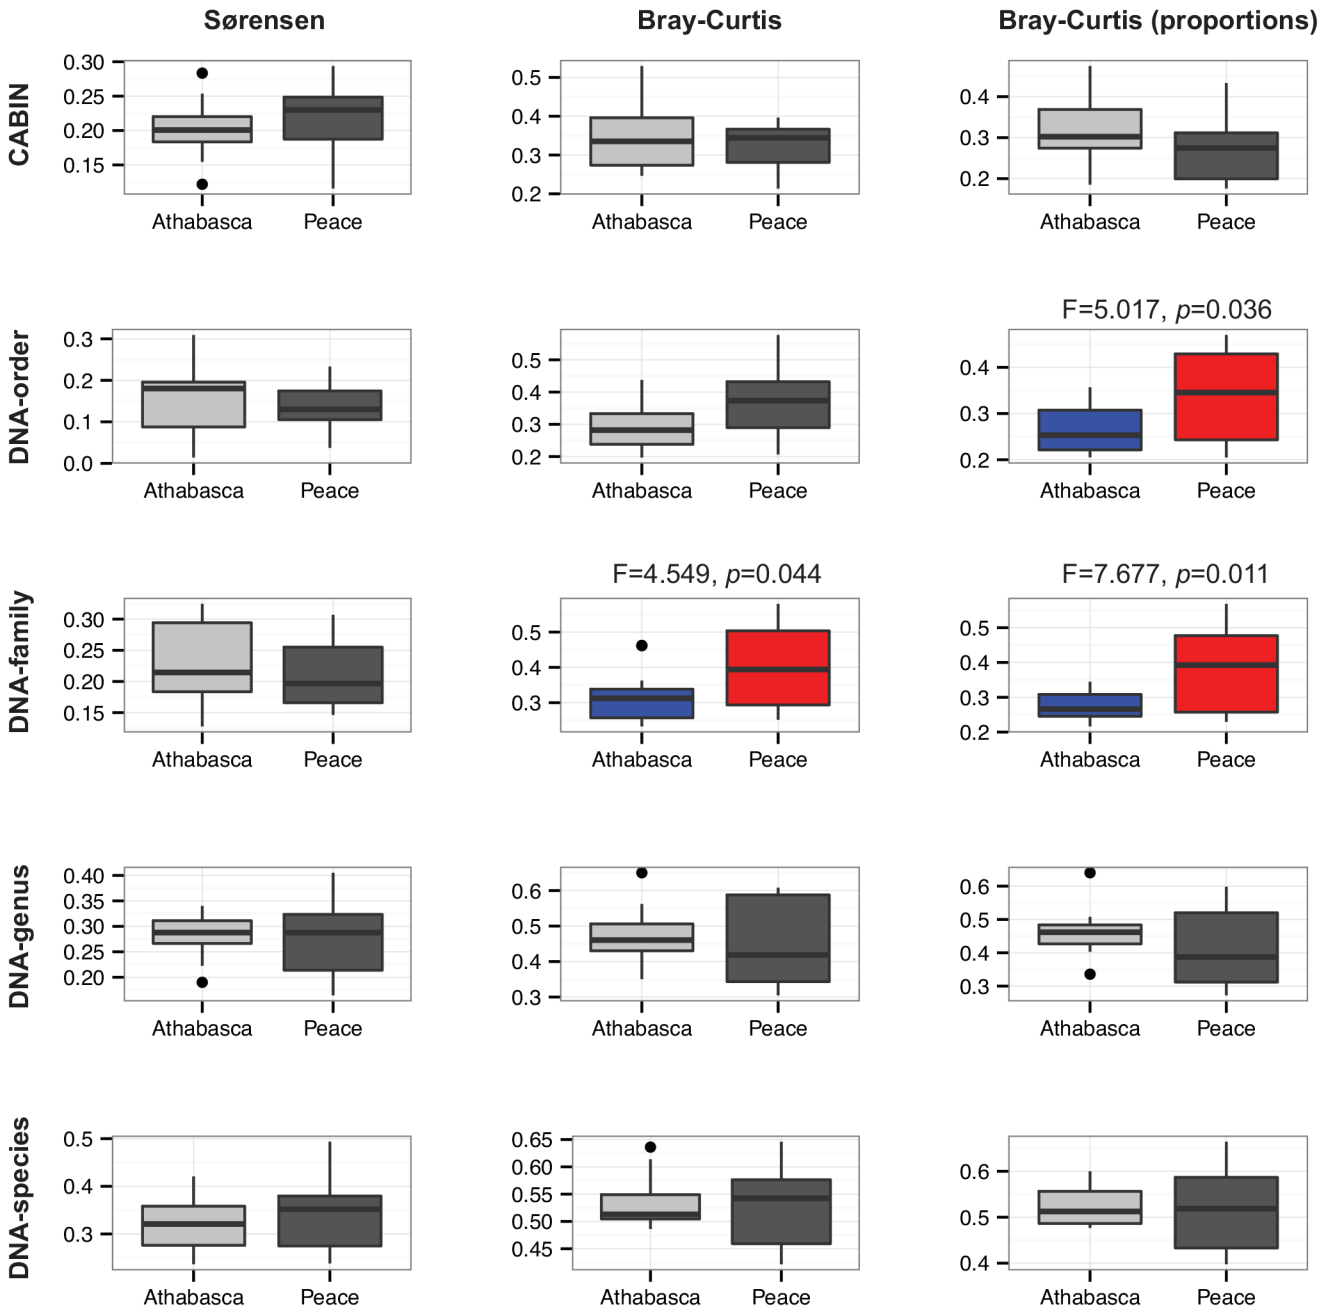 Sørensen Bray-Curtis Bray-Curtis (proportions)
CABIN
0.30
0.25
0.20
0.15
Athabasca Peace
0.5
0.4
0.3
0.2
Athabasca Peace
0.4
0.3
0.2
Athabasca Peace
DNA-order
0.3
0.2
0.1
0.0
Athabasca Peace
0.5
0.4
0.3
0.2
Athabasca Peace
F=5.017, p=0.036
0.4
0.3
0.2
Athabasca Peace
DNA-family
0.30
0.25
0.20
0.15
Athabasca Peace
F=4.549, p=0.044
0.5
0.4
0.3
Athabasca Peace
F=7.677, p=0.011
0.5
0.4
0.3
0.2
Athabasca Peace
DNA-genus
0.40
0.35
0.30
0.25
0.20
Athabasca Peace
0.6
0.5
0.4
0.3
Athabasca Peace
0.6
0.5
0.4
0.3
Athabasca Peace
DNA-species
0.5
0.4
0.3
Athabasca Peace
0.65
0.60
0.55
0.50
0.45
Athabasca Peace
0.6
0.5
0.4
Athabasca Peace